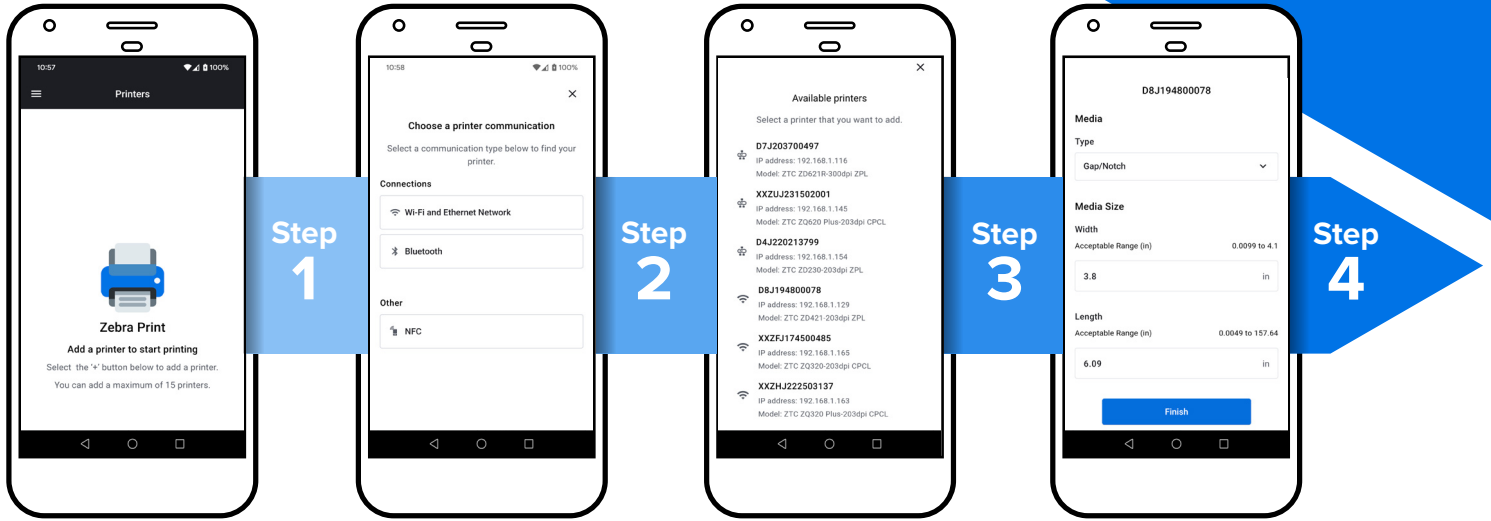 10:57
100%
Printers
Zebra Print
Add a printer to start printing
Select the '+' button below to add a printer.
You can add a maximum of 15 printers.
Step
1
10:58
100%
Choose a printer communication
Select a communication type below to find your
printer.
Connections
Wi-Fi and Ethernet Network
Bluetooth
Other
NFC
Step
2
Available printers
Select a printer that you want to add.
D7J203700497
IP address: 192.168.1.116
Model: ZTC ZD621R-300dpi ZPL
XXZUJ231502001
IP address: 192.168.1.145
Model: ZTC ZQ620 Plus-203dpi CPCL
D4J220213799
IP address: 192.168.1.154
Model: ZTC ZD230-203dpi ZPL
D8J194800078
IP address: 192.168.1.129
Model: ZTC ZD421-203dpi ZPL
XXZFJ174500485
IP address: 192.168.1.165
Model: ZTC ZQ320-203dpi CPCL
XXZHJ222503137
IP address: 192.168.1.163
Model: ZTC ZQ320 Plus-203dpi CPCL
Step
3
D8J194800078
Media
Type
Gap/Notch
Media Size
Width
Acceptable Range (in) 0.0099 to 4.1
3.8 in
Length
Acceptable Range (in) 0.0049 to 157.64
6.09 in
Finish
Step
4